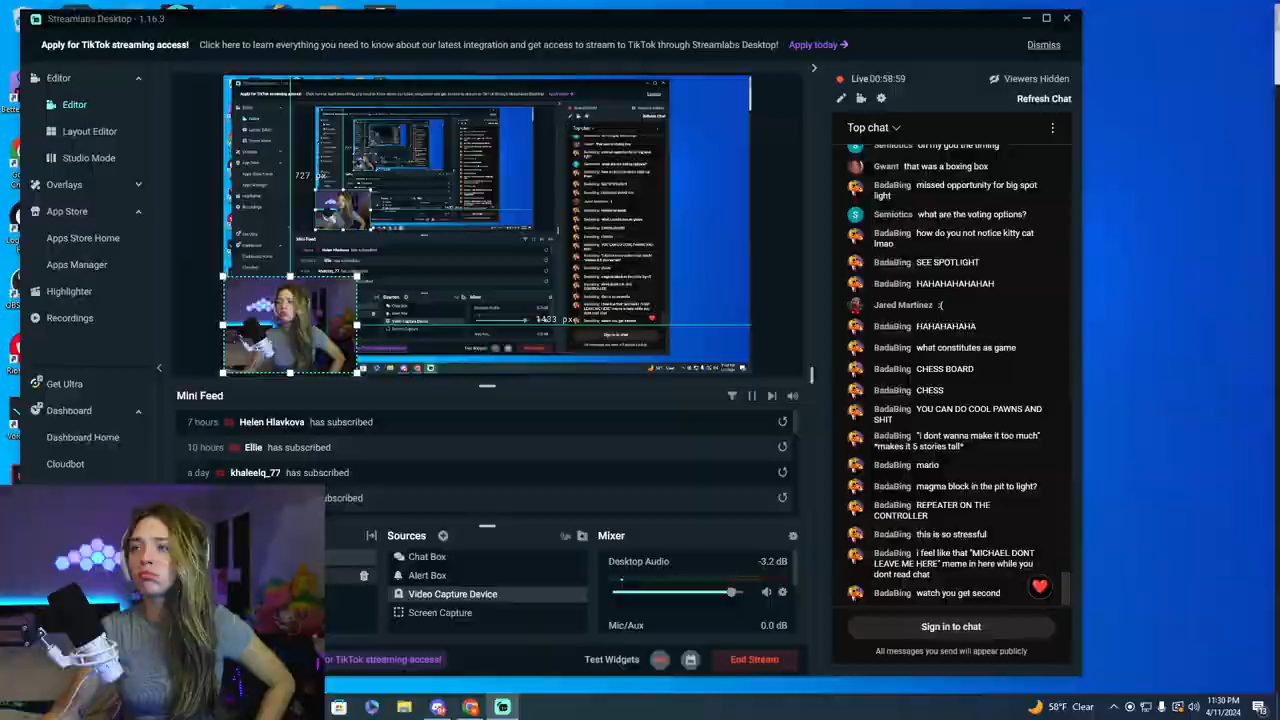 Streamlabs Desktop - 1.16.3
Apply for TikTok streaming access! Click here to learn everything you need to know about our latest integration and get access to stream to TikTok through Streamlabs Desktop! Apply today
Dismiss
Editor
Editor
Layout Editor
Studio Mode
Overlays
App Store
Apps Store Home
Apps Manager
Highlighter
Recordings
Get Ultra
Dashboard
Dashboard Home
Cloudbot
727 px
1433 px
Mini Feed
7 hours Helen Hlavkova has subscribed
10 hours Ellie has subscribed
a day khaleelq_77 has subscribed
subscribed
Sources
Chat Box
Alert Box
Video Capture Device
Screen Capture
Mixer
Desktop Audio -3.2 dB
Mic/Aux 0.0 dB
for TikTok streaming access!
Test Widgets
End Stream
Live 00:58:59
Viewers Hidden
Refresh Chat
Top chat
Semiotics oh my god the timing
Gwant that was a boxing box
BadaBing missed opportunity for big spot
light
Semiotics what are the voting options?
BadaBing how do you not notice kitty cat
lmao
BadaBing SEE SPOTLIGHT
BadaBing HAHAHAHAHAHAH
Jared Martinez :(
BadaBing HAHAHAHAHA
BadaBing what constitutes as game
BadaBing CHESS BOARD
BadaBing CHESS
BadaBing YOU CAN DO COOL PAWNS AND
SHIT
BadaBing "i dont wanna make it too much"
*makes it 5 stories tall*
BadaBing mario
BadaBing magma block in the pit to light?
BadaBing REPEATER ON THE
CONTROLLER
BadaBing this is so stressful
BadaBing i feel like that "MICHAEL DONT
LEAVE ME HERE" meme in here while you
dont read chat
BadaBing watch you get second
Sign in to chat
All messages you send will appear publicly
58°F Clear
11:30 PM
4/11/2024
13